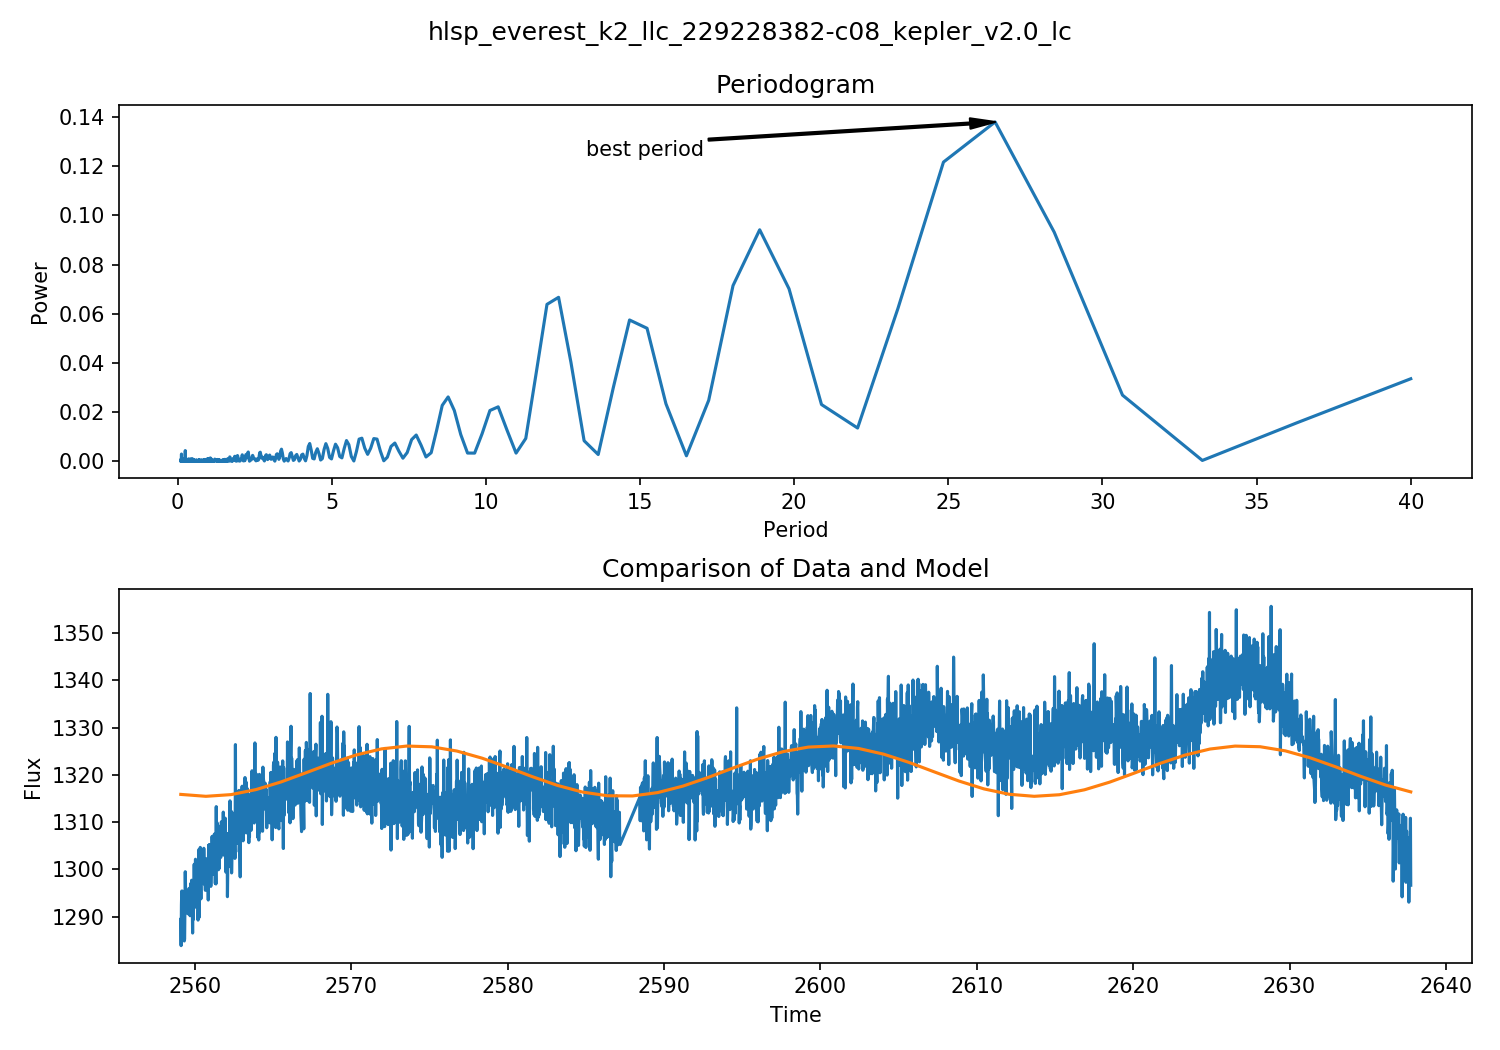 hlsp_everest_k2_llc_229228382-c08_kepler_v2.0_lc
Periodogram
0.14
0.12
0.10
0.08
0.06
0.04
0.02
0.00
Power
best period
0 5 10 15 20 25 30 35 40
Period
Comparison of Data and Model
1350
1340
1330
1320
1310
1300
1290
Flux
2560 2570 2580 2590 2600 2610 2620 2630 2640
Time